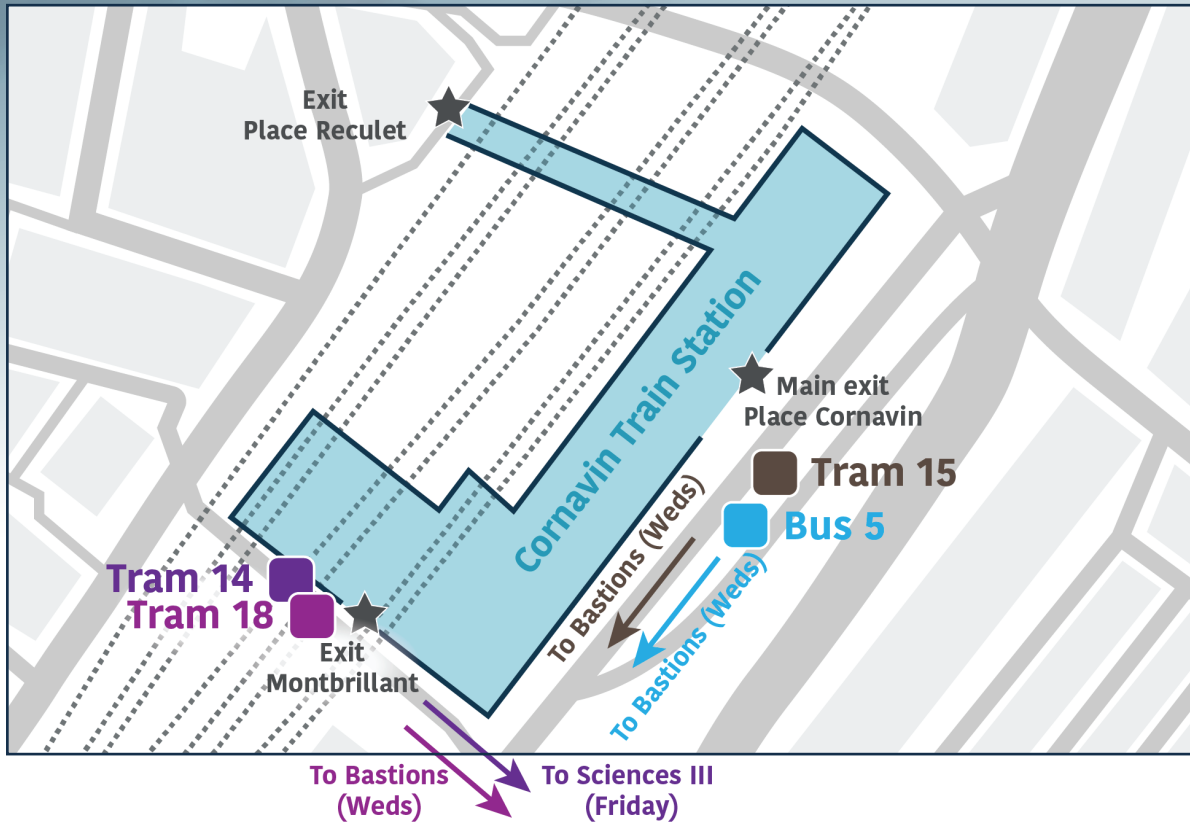 Exit
Place Reculet
Cornavin Train Station
Main exit
Place Cornavin
Tram 15
Bus 5
To Bastions (Weds)
To Bastions (Weds)
Tram 14
Tram 18
Exit
Montbrillant
To Bastions
(Weds)
To Sciences III
(Friday)